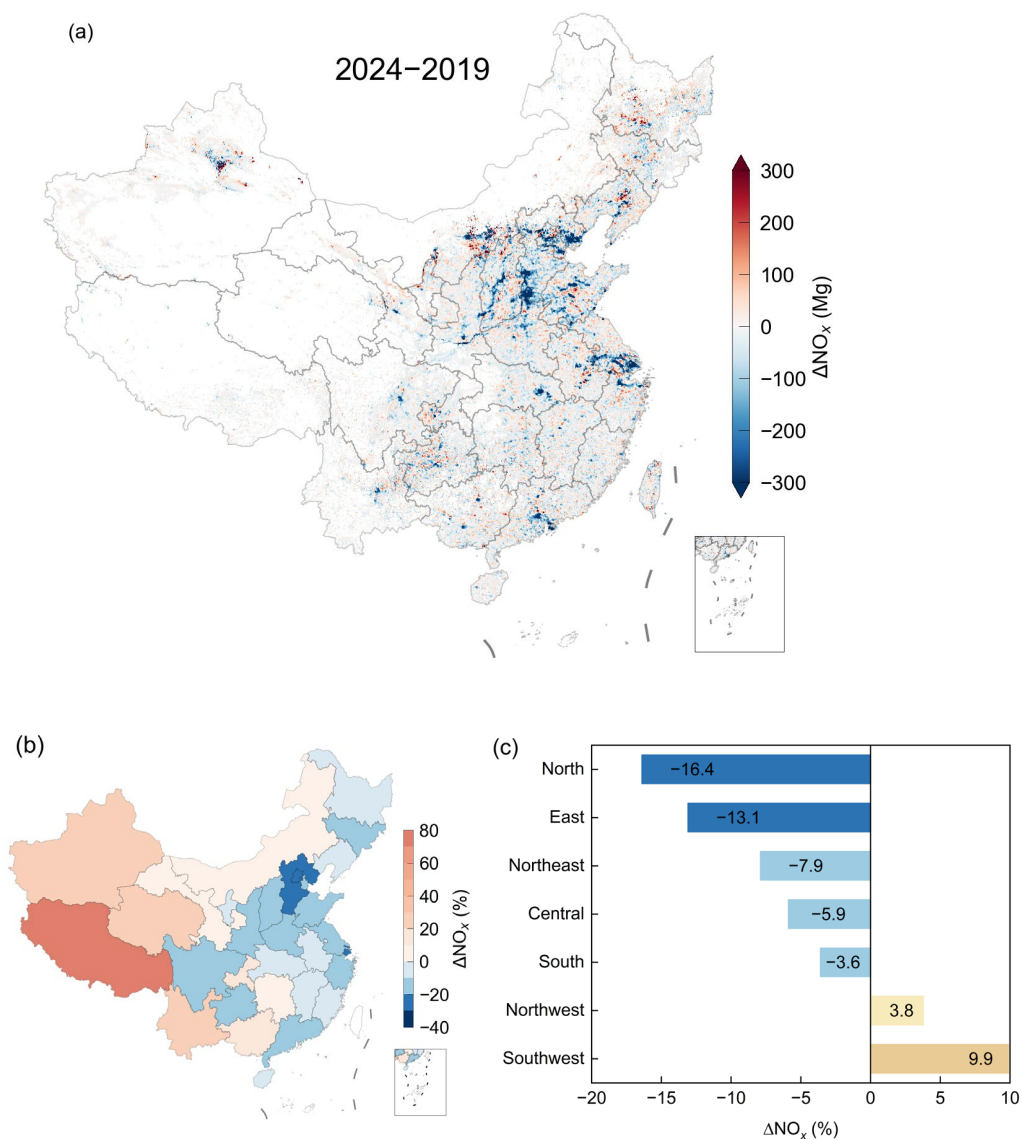 (a)
2024−2019
300
200
100
0
−100
−200
−300
ΔNOₓ (Mg)
(b)
80
60
40
20
0
−20
−40
ΔNOₓ (%)
(c)
North
East
Northeast
Central
South
Northwest
Southwest
−16.4
−13.1
−7.9
−5.9
−3.6
3.8
9.9
−20 −15 −10 −5 0 5 10
ΔNOₓ (%)